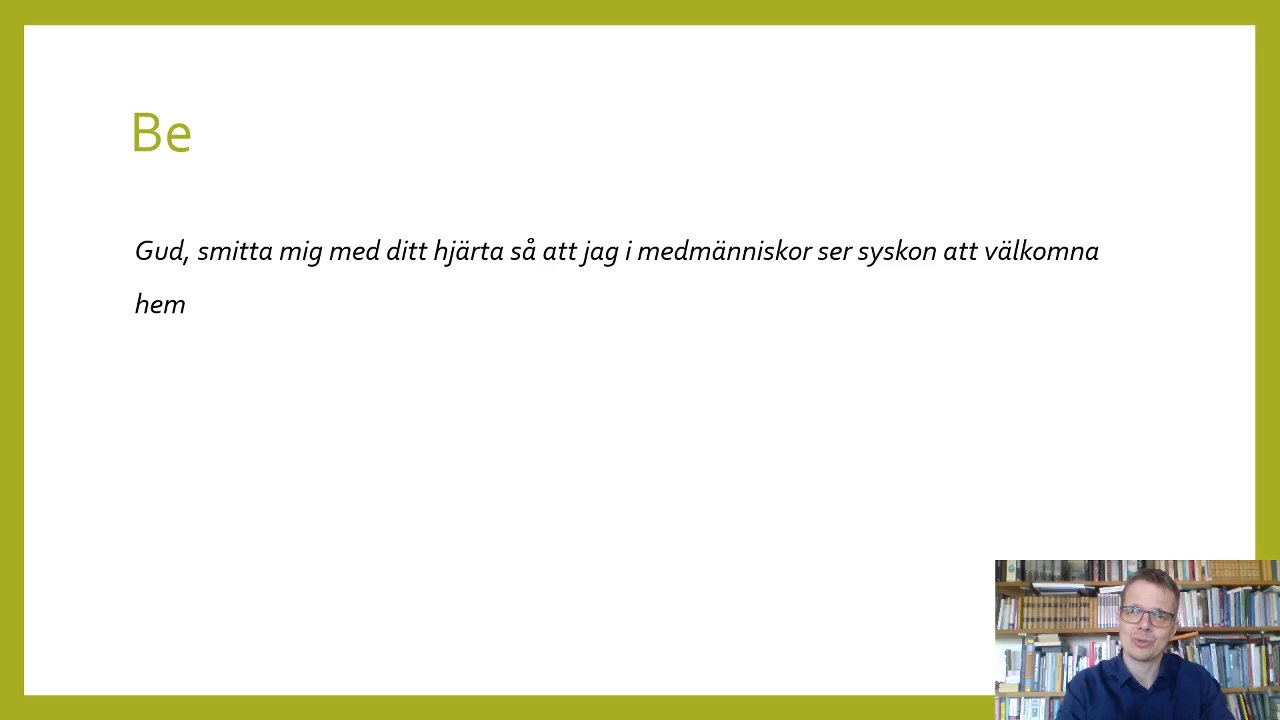 Be
Gud, smitta mig med ditt hjärta så att jag i medmänniskor ser syskon att välkomna
hem